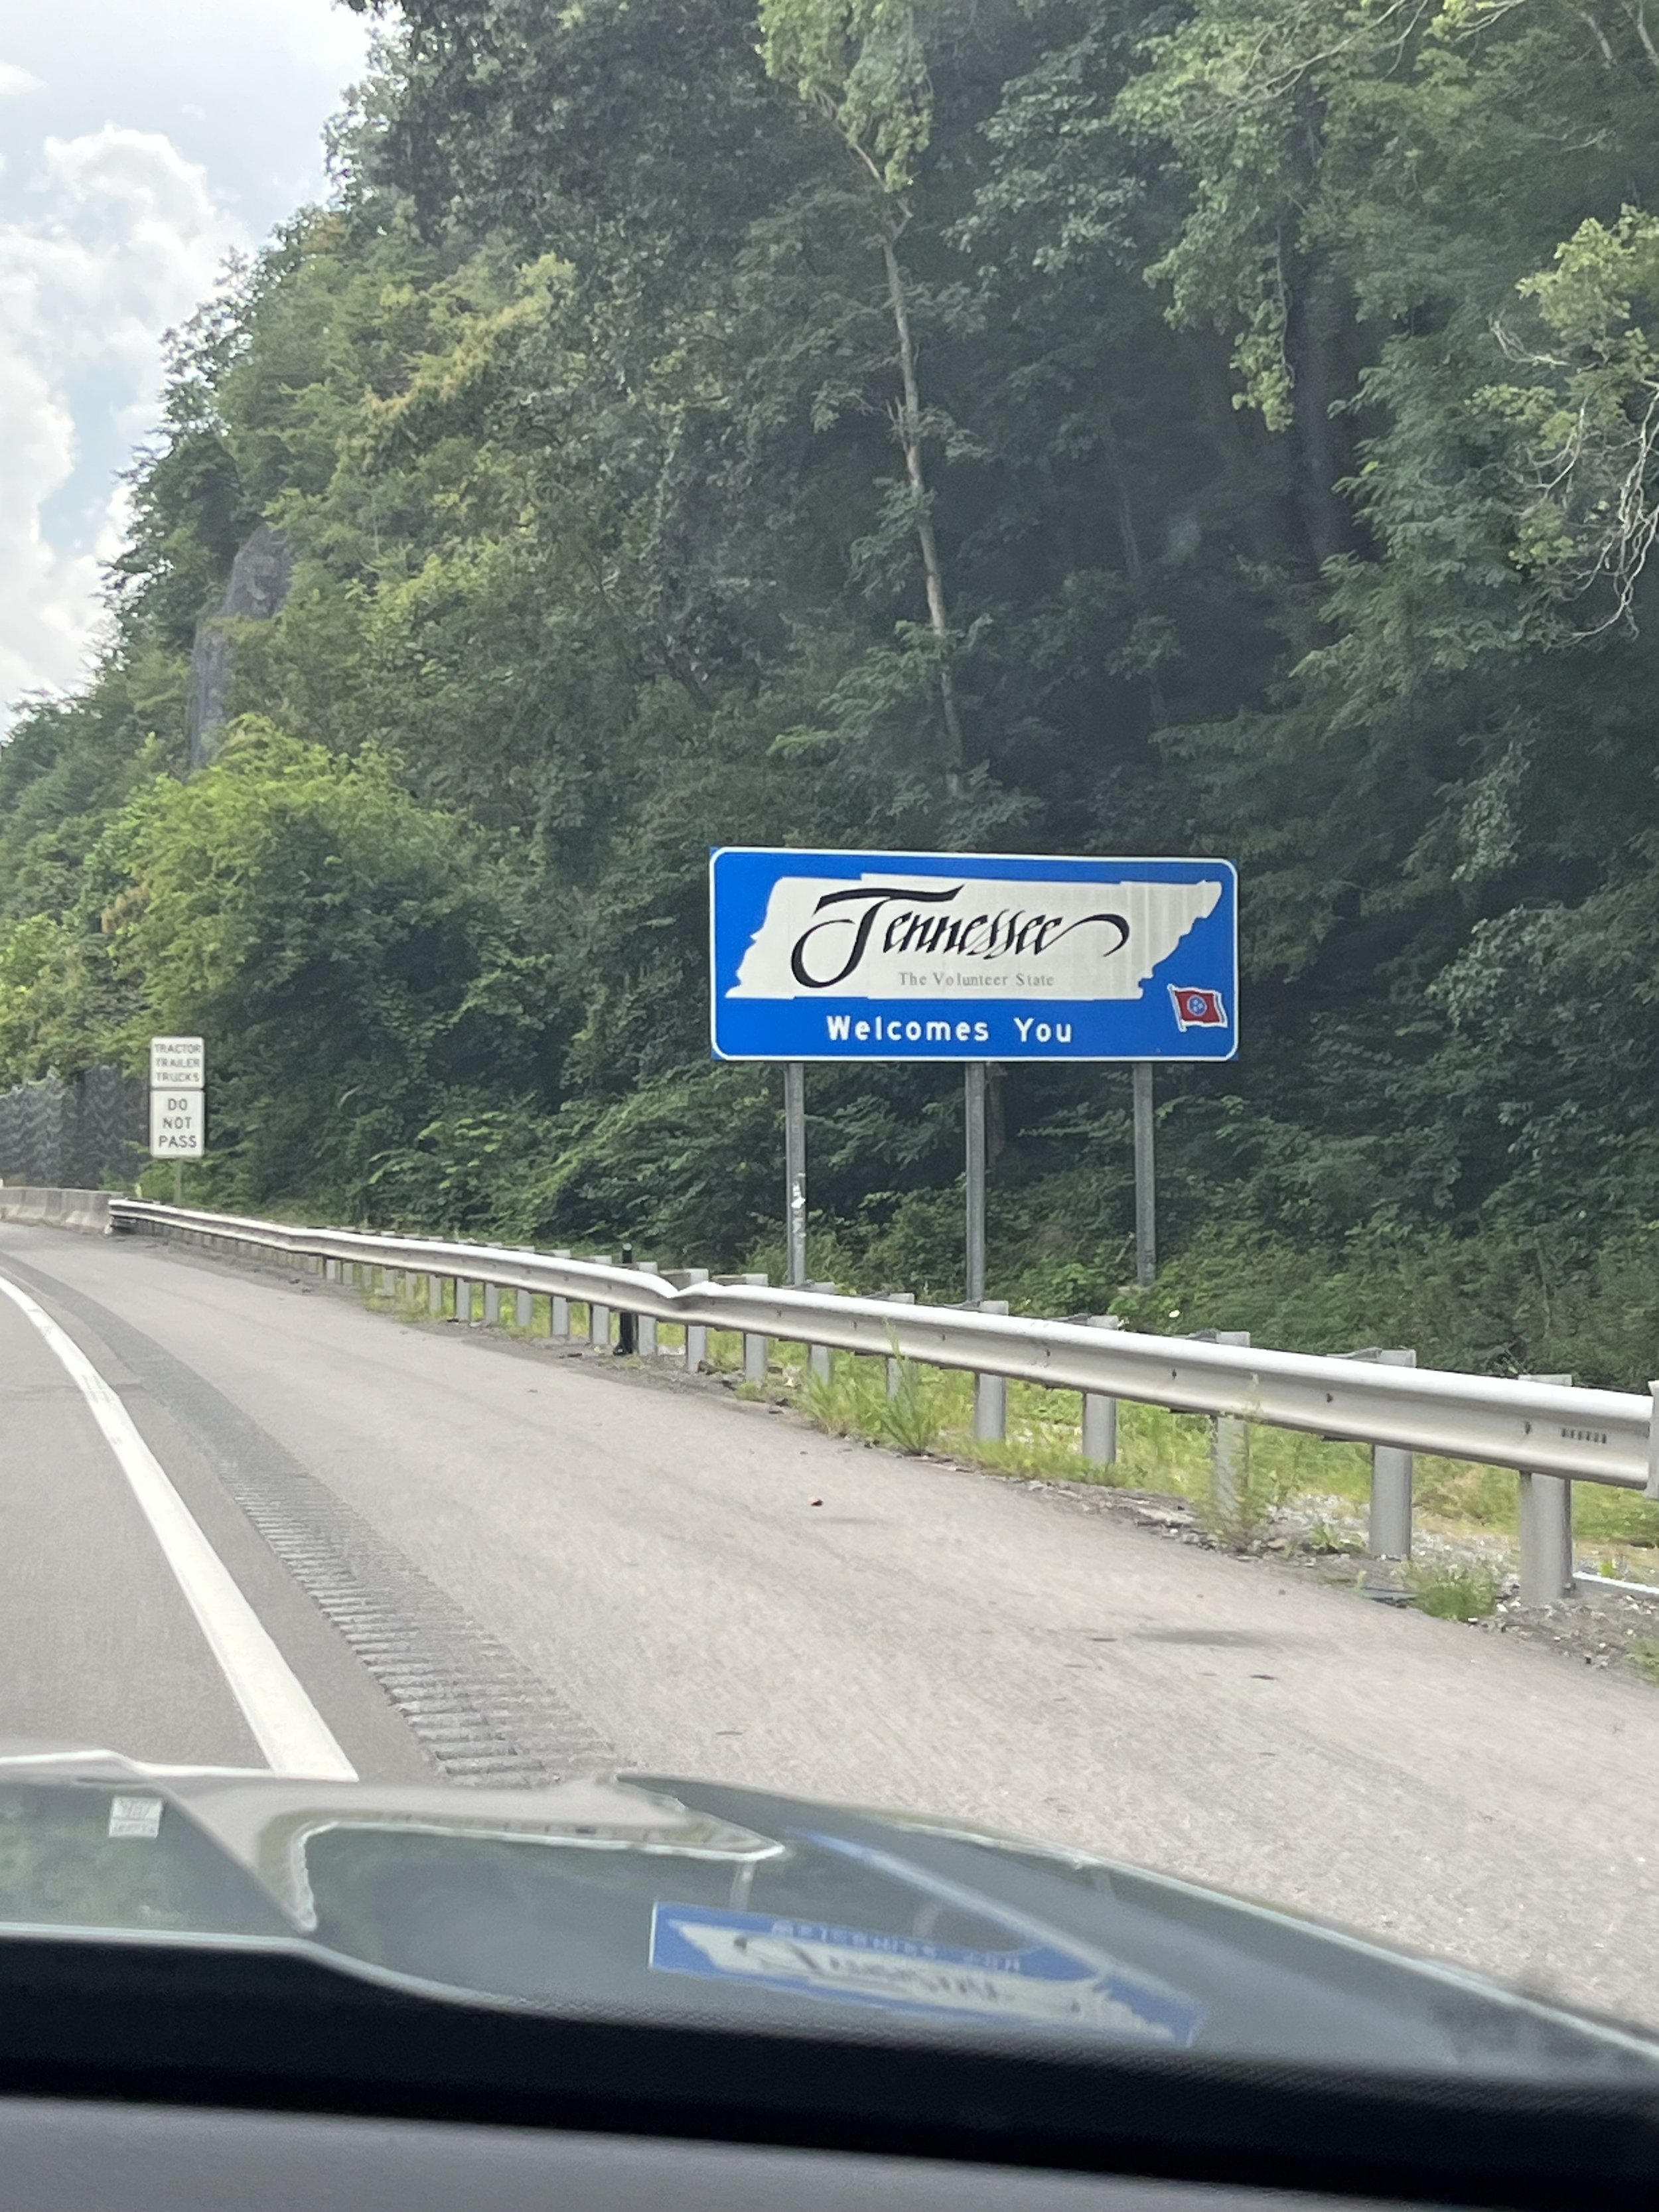 Tennessee
The Volunteer State
Welcomes You
TRACTOR
TRAILER
TRUCKS
DO
NOT
PASS